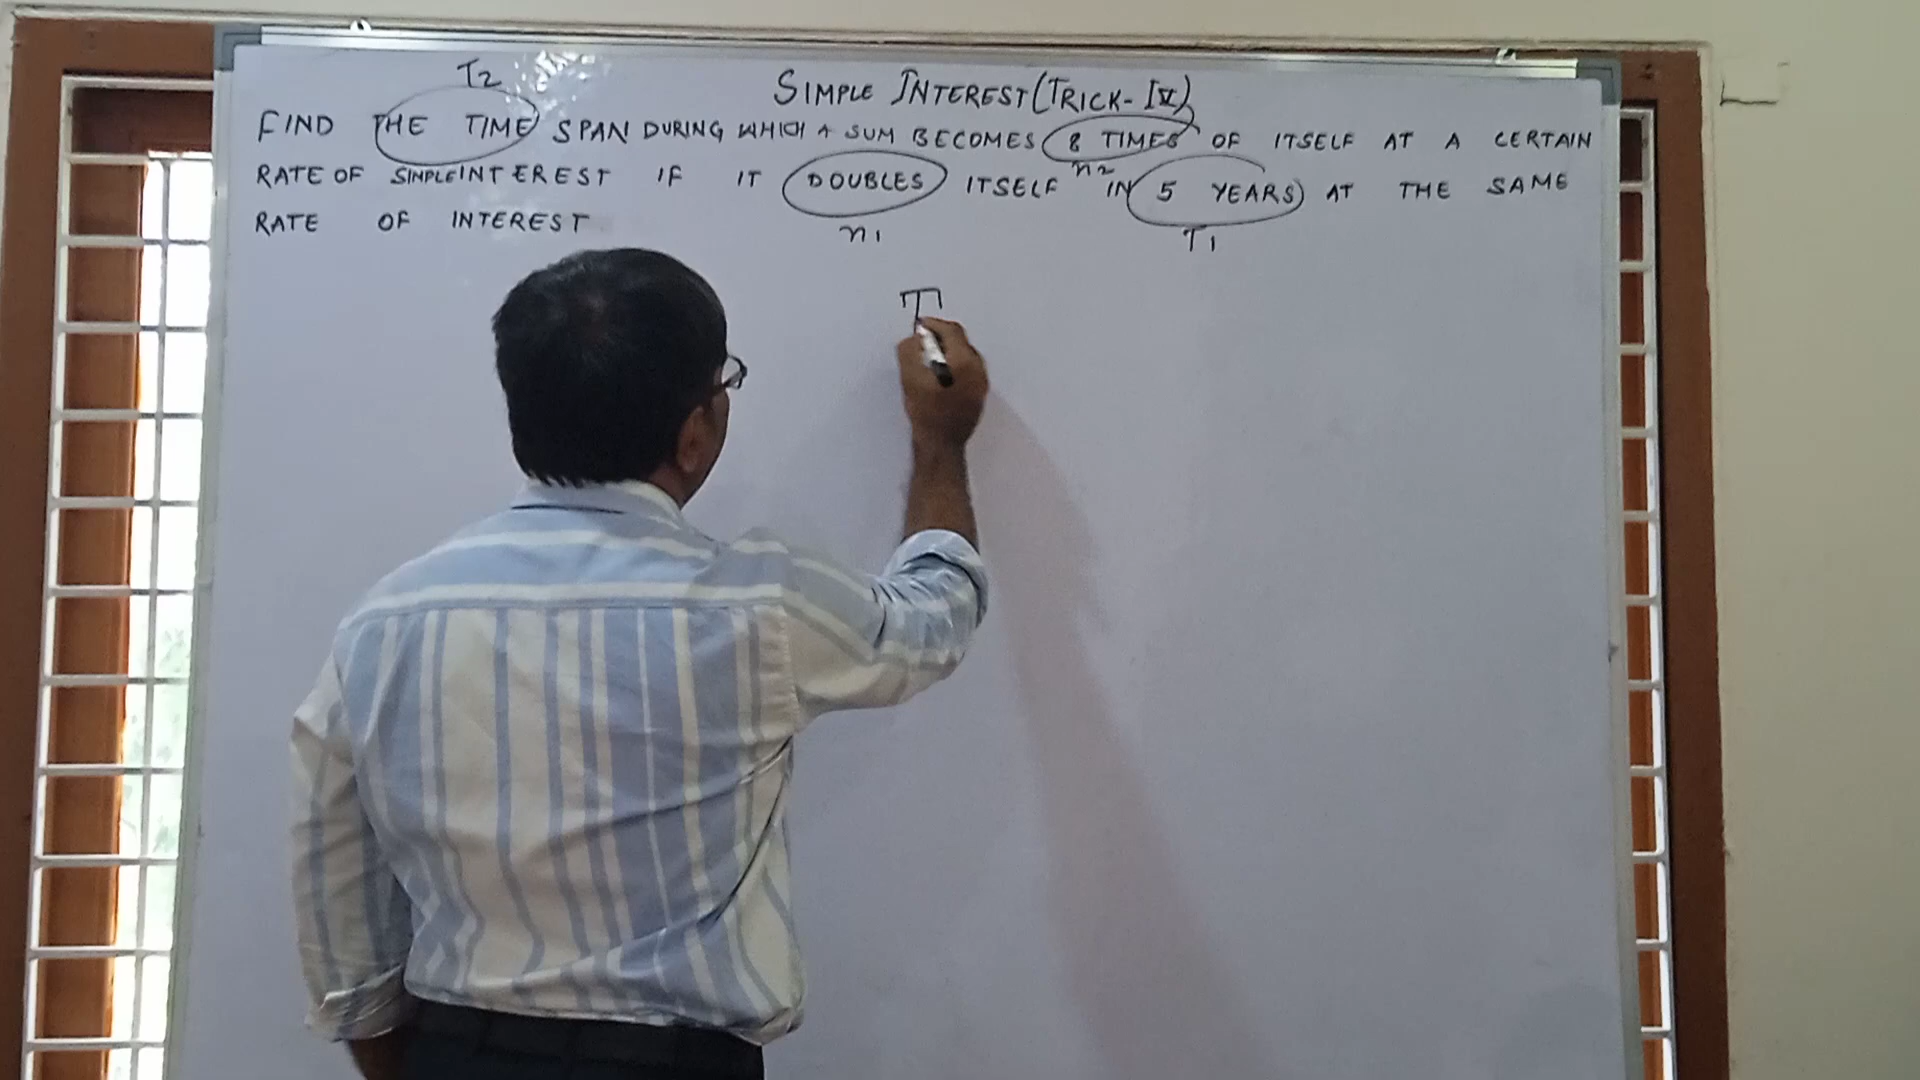 T2
SIMPLE INTEREST (TRICK-IV)
FIND THE TIME SPAN DURING WHICH A SUM BECOMES 8 TIMES OF ITSELF AT A CERTAIN
n2
RATE OF SIMPLE INTEREST IF IT DOUBLES ITSELF IN 5 YEARS AT THE SAME
RATE OF INTEREST
n1 T1
T